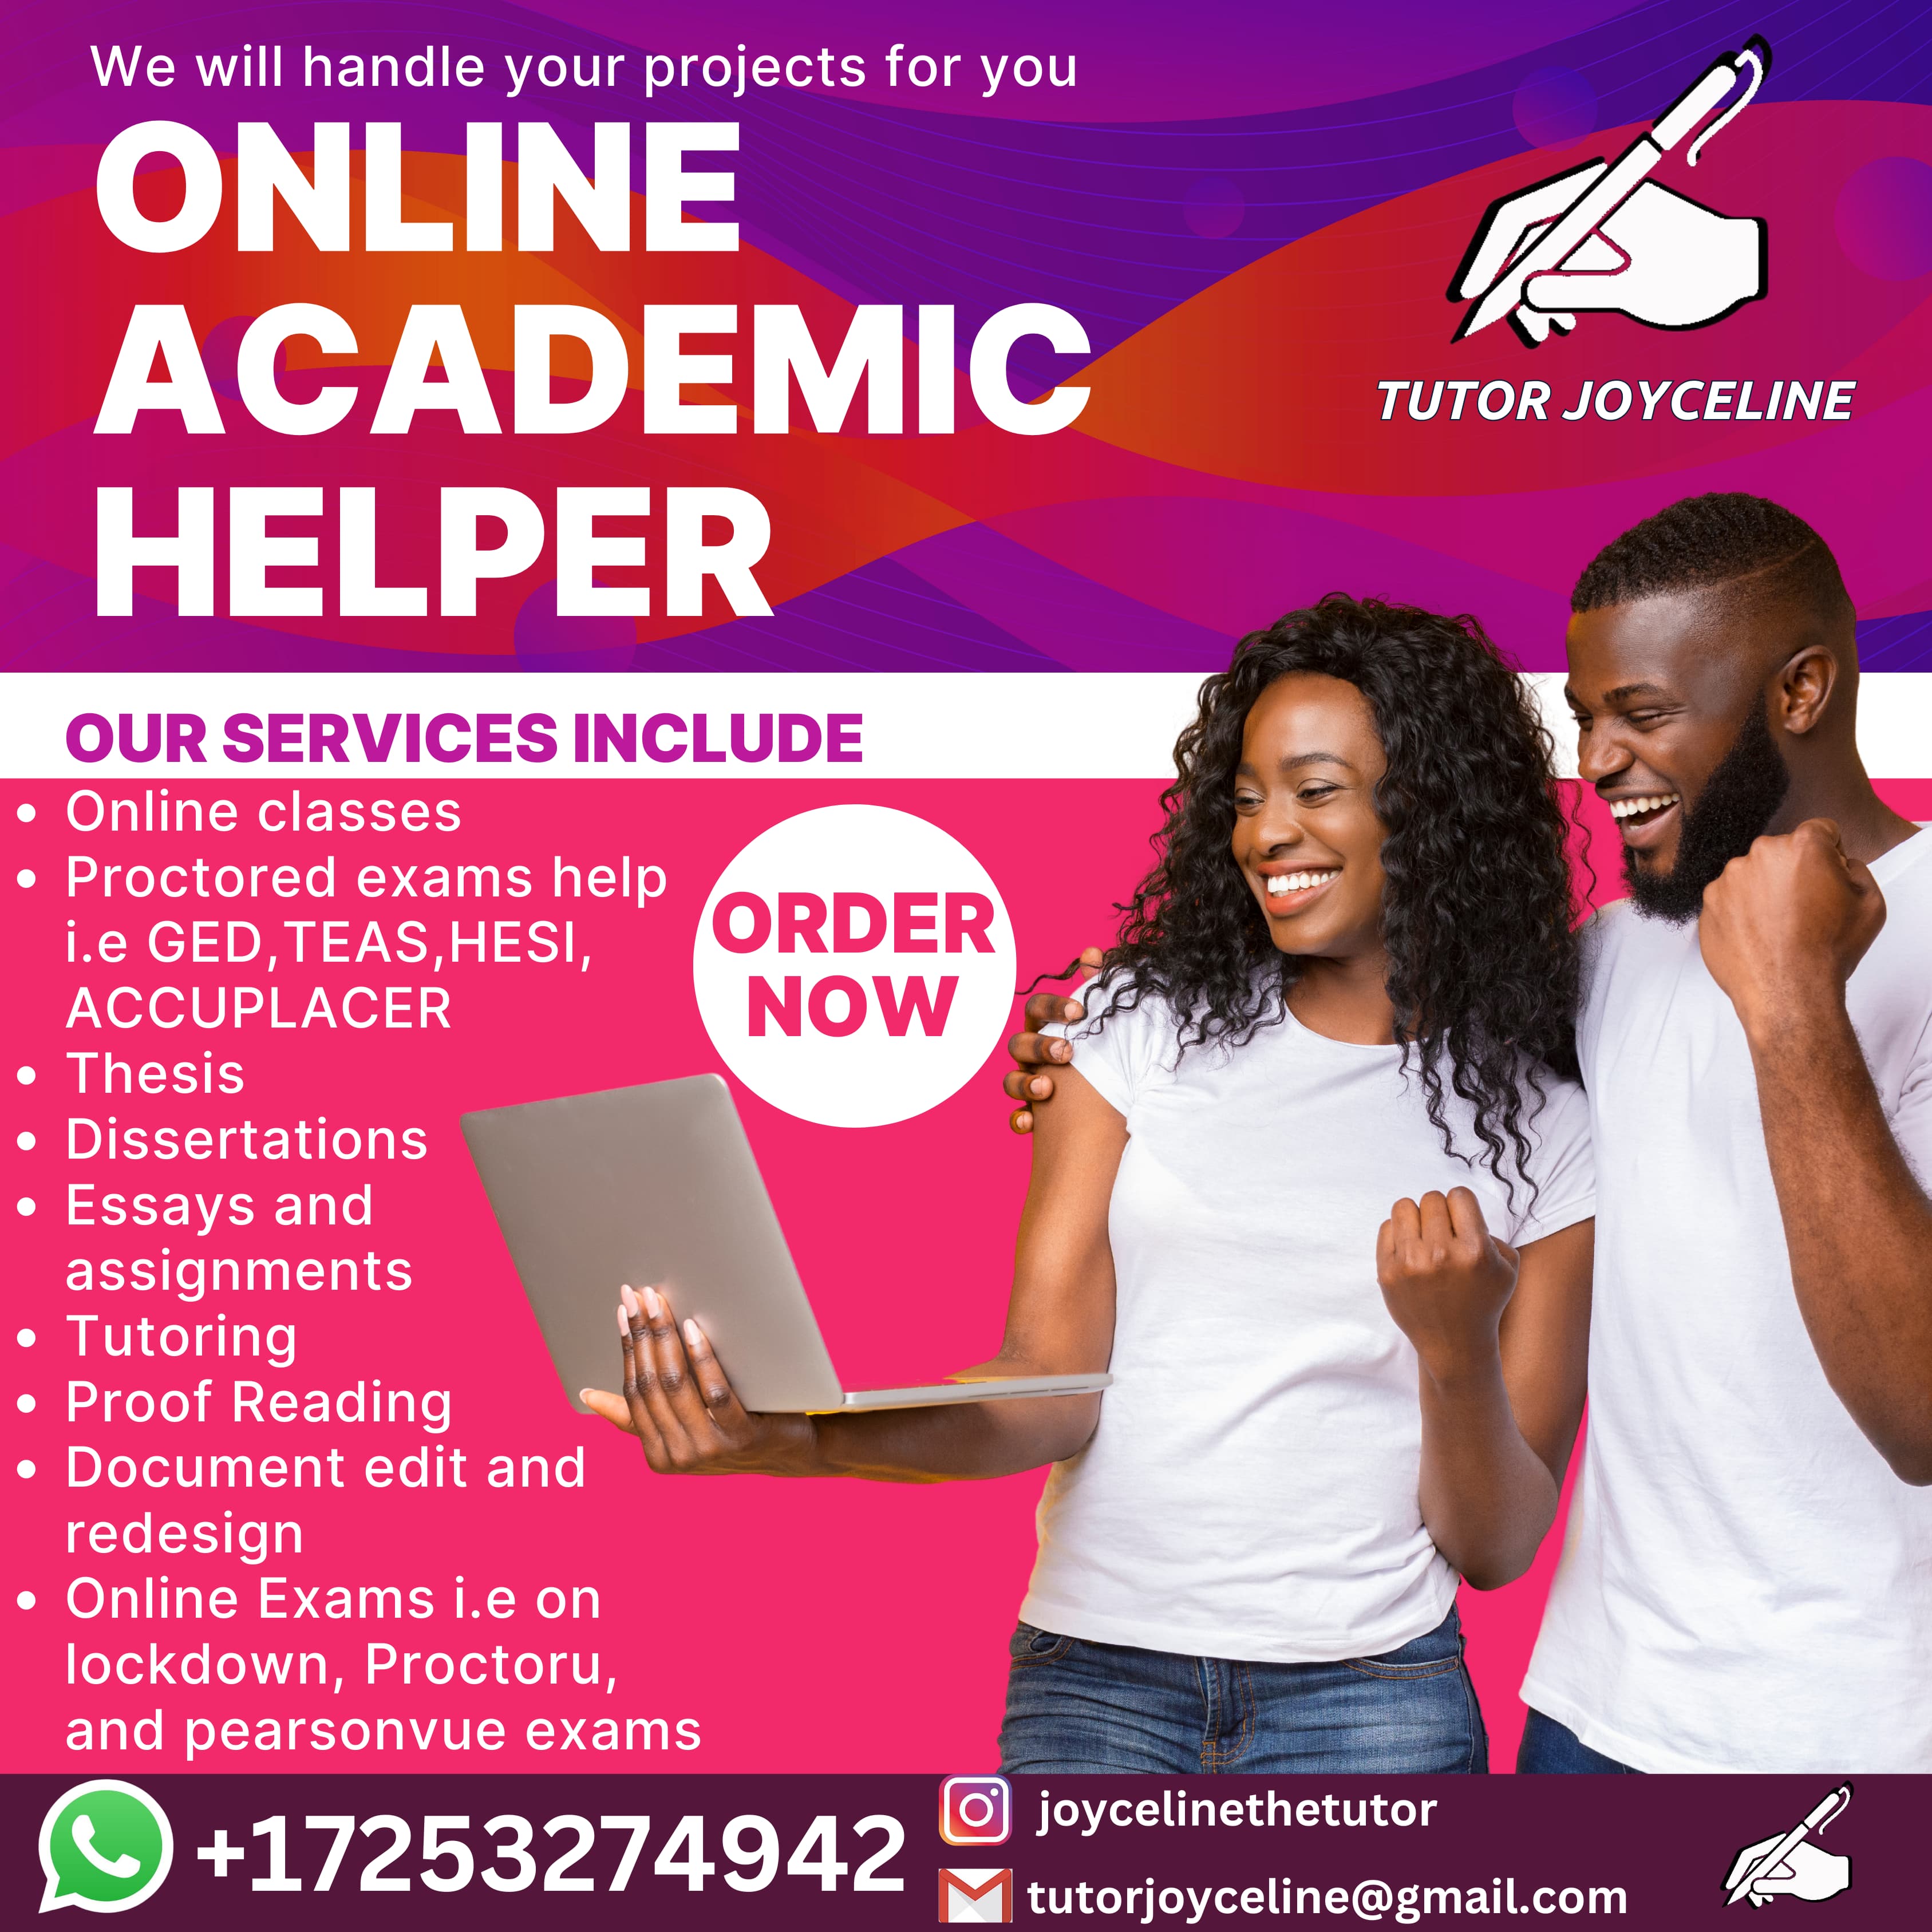 We will handle your projects for you
ONLINE
ACADEMIC
HELPER
TUTOR JOYCELINE
OUR SERVICES INCLUDE
• Online classes
• Proctored exams help
i.e GED,TEAS,HESI,
ACCUPLACER
• Thesis
• Dissertations
• Essays and
assignments
• Tutoring
• Proof Reading
• Document edit and
redesign
• Online Exams i.e on
lockdown, Proctoru,
and pearsonvue exams
ORDER
NOW
+17253274942
joycelinethetutor
tutorjoyceline@gmail.com